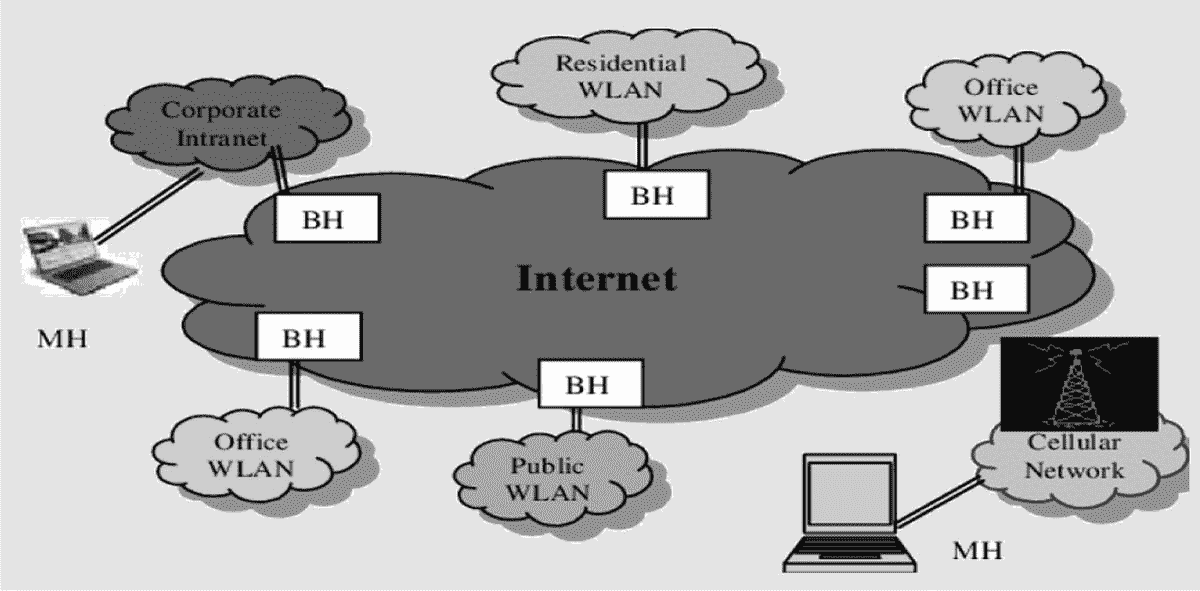 Residential
WLAN
Office
WLAN
Corporate
Intranet
BH
BH
BH
Internet
BH
MH
BH
BH
Office
WLAN
Public
WLAN
Cellular
Network
MH